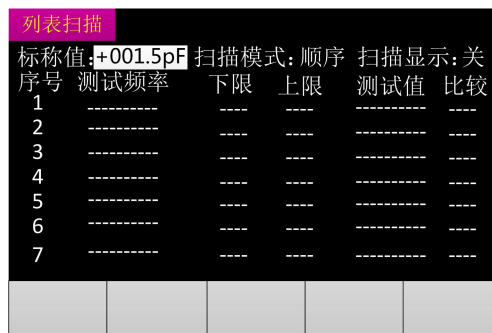 列表扫描
标称值:+001.5pF 扫描模式:顺序 扫描显示:关
序号 测试频率 下限 上限 测试值 比较
1 ---------- ---- ---- ---------- ----
2 ---------- ---- ---- ---------- ----
3 ---------- ---- ---- ---------- ----
4 ---------- ---- ---- ---------- ----
5 ---------- ---- ---- ---------- ----
6 ---------- ---- ---- ---------- ----
7 ---------- ---- ---- ---------- ----